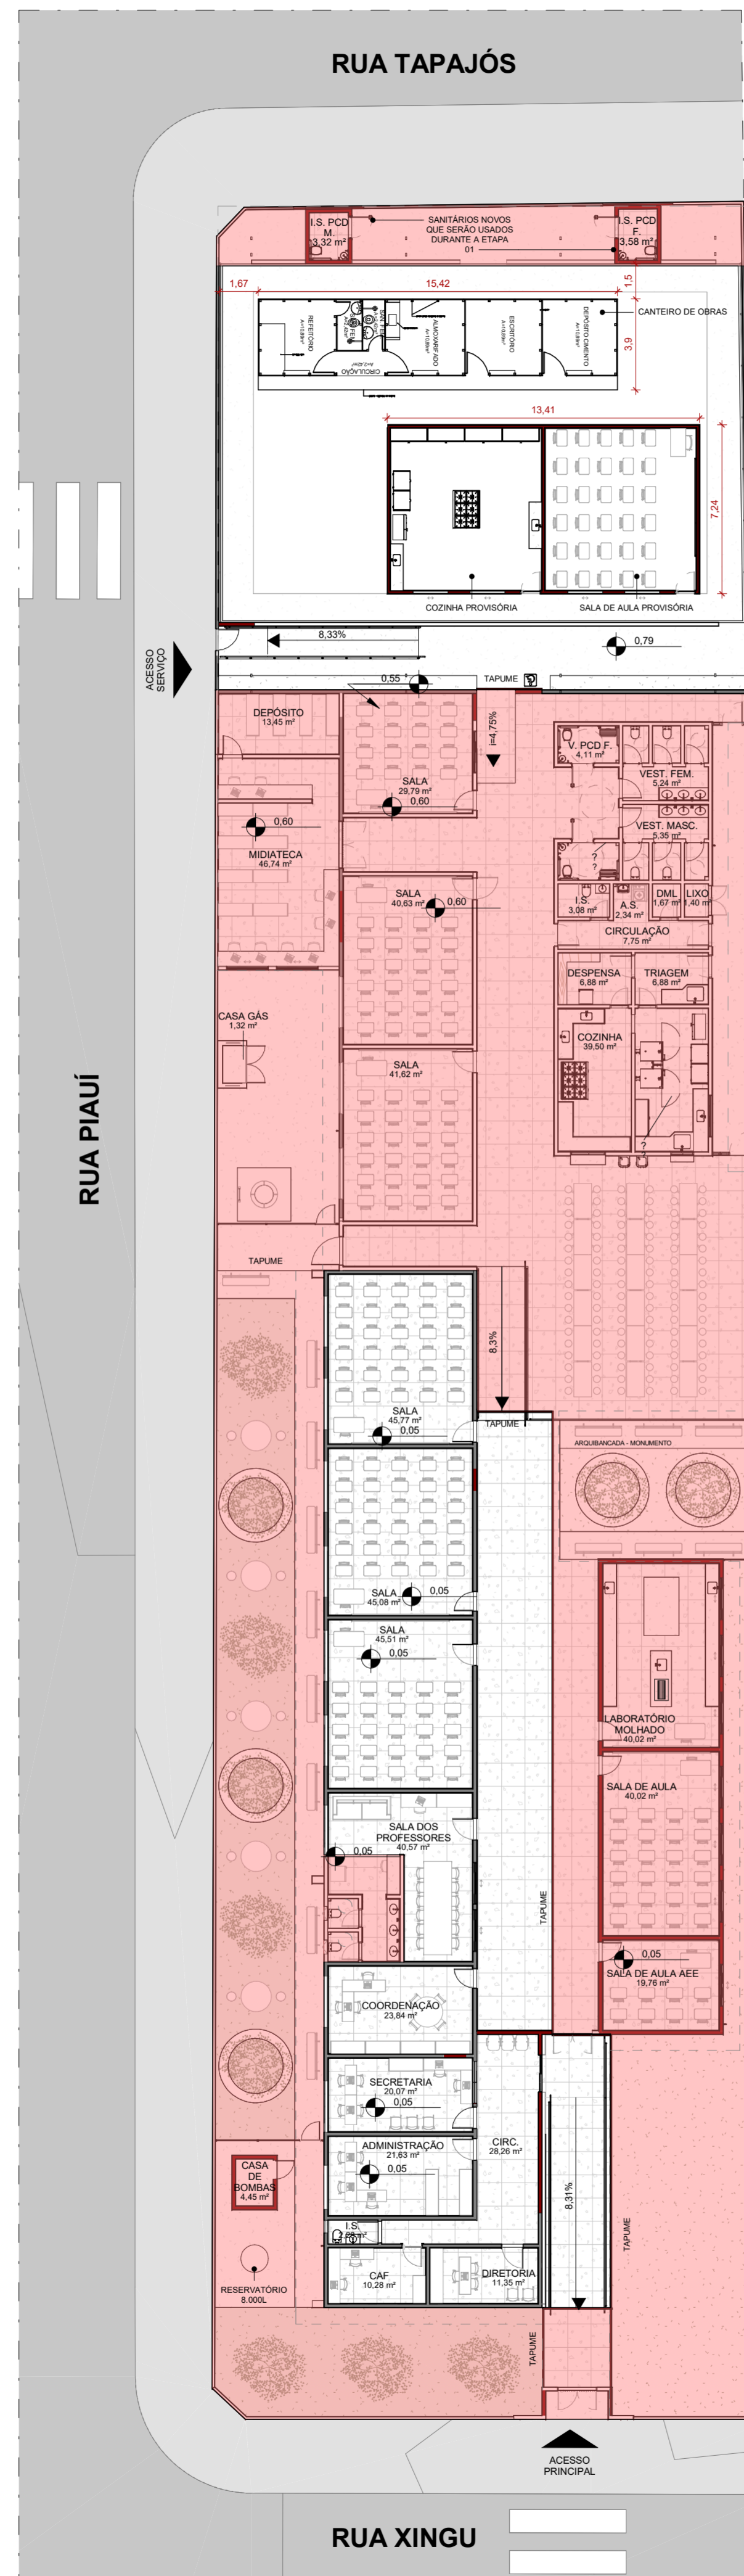 RUA TAPAJÓS
I.S. PCD
M.
3,32 m²
SANITÁRIOS NOVOS
QUE SERÃO USADOS
DURANTE A ETAPA
01
I.S. PCD
F.
3,58 m²
1,67
15,42
1,5
CANTEIRO DE OBRAS
REFEITÓRIO
ALMOXARIFADO
ESCRITÓRIO
DEPÓSITO CIMENTO
CIRCULAÇÃO
3,9
13,41
7,24
COZINHA PROVISÓRIA
SALA DE AULA PROVISÓRIA
8,33%
0,79
ACESSO
SERVIÇO
0,55
TAPUME
i=4,75%
DEPÓSITO
13,45 m²
SALA
29,79 m²
0,60
V. PCD F.
4,11 m²
VEST. FEM.
5,24 m²
0,60
MIDIATECA
46,74 m²
VEST. MASC.
5,35 m²
?
?
SALA
40,63 m²
0,60
I.S.
3,08 m²
A.S.
2,34 m²
DML
1,67 m²
LIXO
1,40 m²
CIRCULAÇÃO
7,75 m²
DESPENSA
6,88 m²
TRIAGEM
6,88 m²
CASA GÁS
1,32 m²
COZINHA
39,50 m²
SALA
41,62 m²
?
RUA PIAUÍ
TAPUME
8,3%
SALA
45,77 m²
0,05
TAPUME
ARQUIBANCADA - MONUMENTO
SALA
45,08 m²
0,05
SALA
45,51 m²
0,05
LABORATÓRIO
MOLHADO
40,02 m²
SALA DE AULA
40,02 m²
SALA DOS
PROFESSORES
40,57 m²
0,05
TAPUME
0,05
SALA DE AULA AEE
19,76 m²
COORDENAÇÃO
23,84 m²
SECRETARIA
20,07 m²
0,05
ADMINISTRAÇÃO
21,63 m²
0,05
CIRC.
28,26 m²
CASA
DE
BOMBAS
4,45 m²
8,31%
TAPUME
I.S.
CAF
10,28 m²
DIRETORIA
11,35 m²
RESERVATÓRIO
8.000L
TAPUME
ACESSO
PRINCIPAL
RUA XINGU